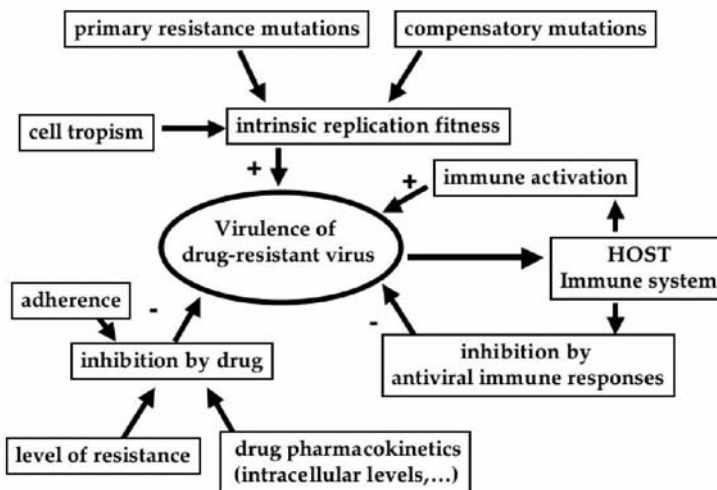 primary resistance mutations
compensatory mutations
cell tropism
intrinsic replication fitness
+
+
immune activation
Virulence of
drug-resistant virus
HOST
Immune system
adherence
-
-
inhibition by drug
inhibition by
antiviral immune responses
level of resistance
drug pharmacokinetics
(intracellular levels,...)